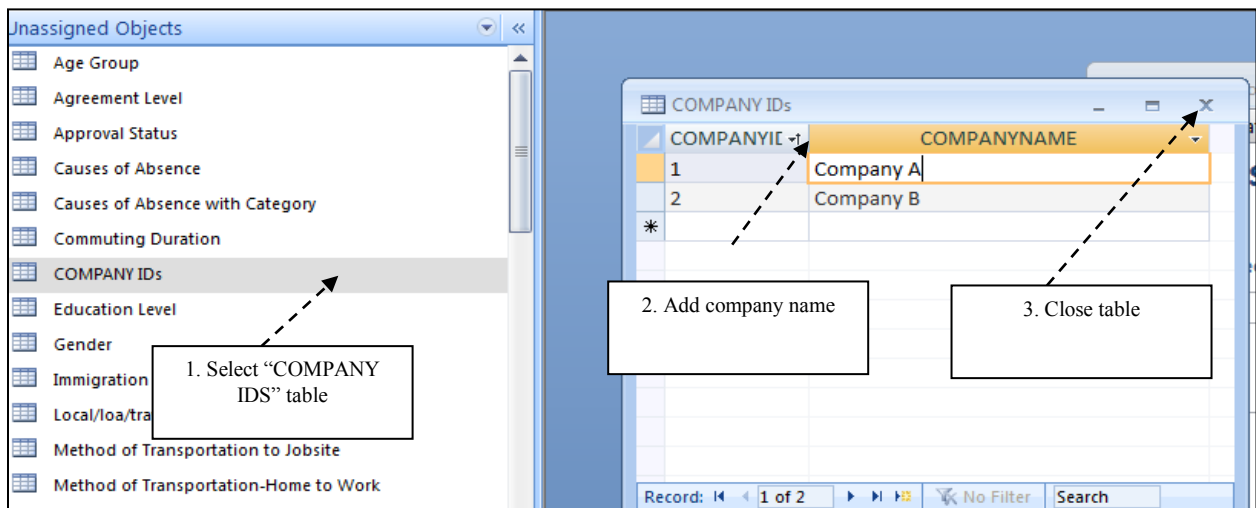 Unassigned Objects
Age Group
Agreement Level
Approval Status
Causes of Absence
Causes of Absence with Category
Commuting Duration
COMPANY IDs
Education Level
Gender
Immigration
Local/loa/tra
Method of Transportation to Jobsite
Method of Transportation-Home to Work
1. Select “COMPANY
IDS” table
COMPANY IDs
COMPANYID COMPANYNAME
1 Company A
2 Company B
2. Add company name
3. Close table
Record: 1 of 2 No Filter Search